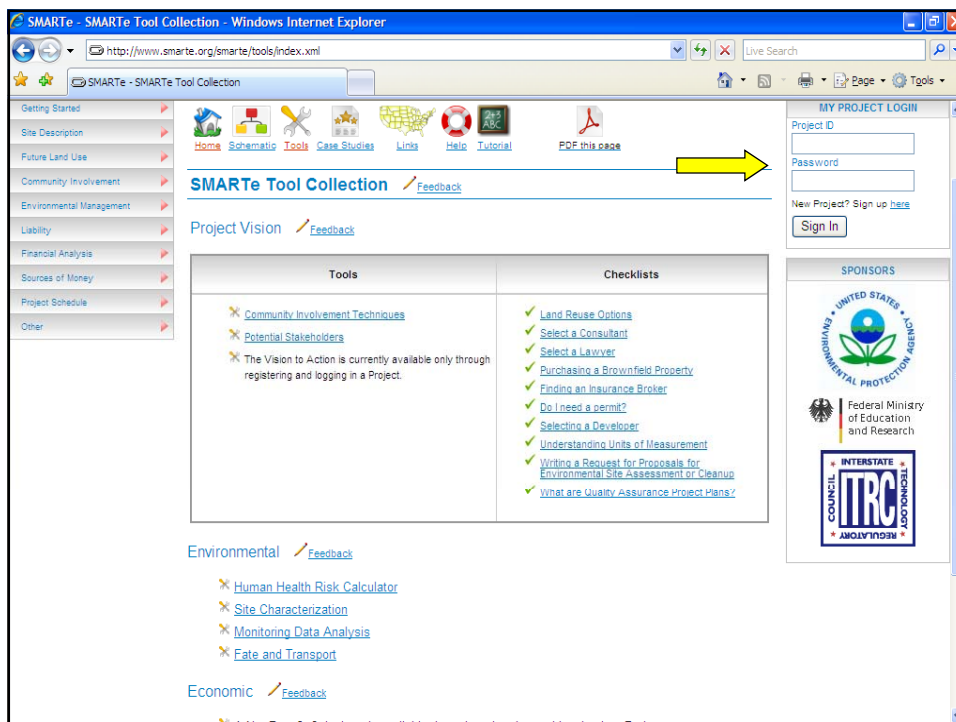 SMARTe - SMARTe Tool Collection - Windows Internet Explorer
http://www.smarte.org/smarte/tools/index.xml
Live Search
SMARTe - SMARTe Tool Collection
Page
Tools
Getting Started
Site Description
Future Land Use
Community Involvement
Environmental Management
Liability
Financial Analysis
Sources of Money
Project Schedule
Other
Home
Schematic
Tools
Case Studies
Links
Help
2+3
ABC
Tutorial
PDF this page
SMARTe Tool Collection
Feedback
Project Vision
Feedback
Tools
Checklists
Community Involvement Techniques
Potential Stakeholders
The Vision to Action is currently available only through
registering and logging in a Project.
Land Reuse Options
Select a Consultant
Select a Lawyer
Purchasing a Brownfield Property
Finding an Insurance Broker
Do I need a permit?
Selecting a Developer
Understanding Units of Measurement
Writing a Request for Proposals for
Environmental Site Assessment or Cleanup
What are Quality Assurance Project Plans?
Environmental
Feedback
Human Health Risk Calculator
Site Characterization
Monitoring Data Analysis
Fate and Transport
Economic
Feedback
MY PROJECT LOGIN
Project ID
Password
New Project? Sign up here
Sign In
SPONSORS
UNITED STATES
ENVIRONMENTAL PROTECTION AGENCY
Federal Ministry
of Education
and Research
INTERSTATE
TECHNOLOGY
REGULATORY
COUNCIL
ITRC